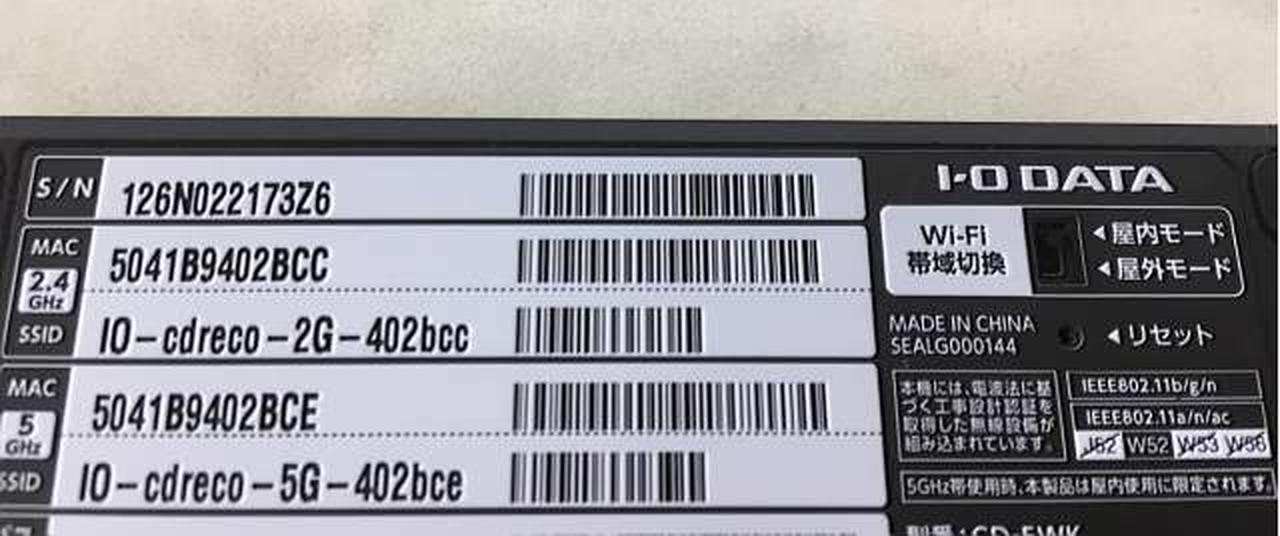 S/N 126N022173Z6
MAC 5041B9402BCC
2.4 GHz
SSID IO-cdreco-2G-402bcc
MAC 5041B9402BCE
5 GHz
SSID IO-cdreco-5G-402bce
I-O DATA
Wi-Fi
帯域切換
◀屋内モード
◀屋外モード
MADE IN CHINA
SEALG000144
◀リセット
本機には、電波法に基
づく工事設計認証を
取得した無線設備が
組み込まれています。
IEEE802.11b/g/n
IEEE802.11a/n/ac
J52 W52 W53 W56
5GHz帯使用時、本製品は屋内使用に限定されます。
型番:CD-5WK